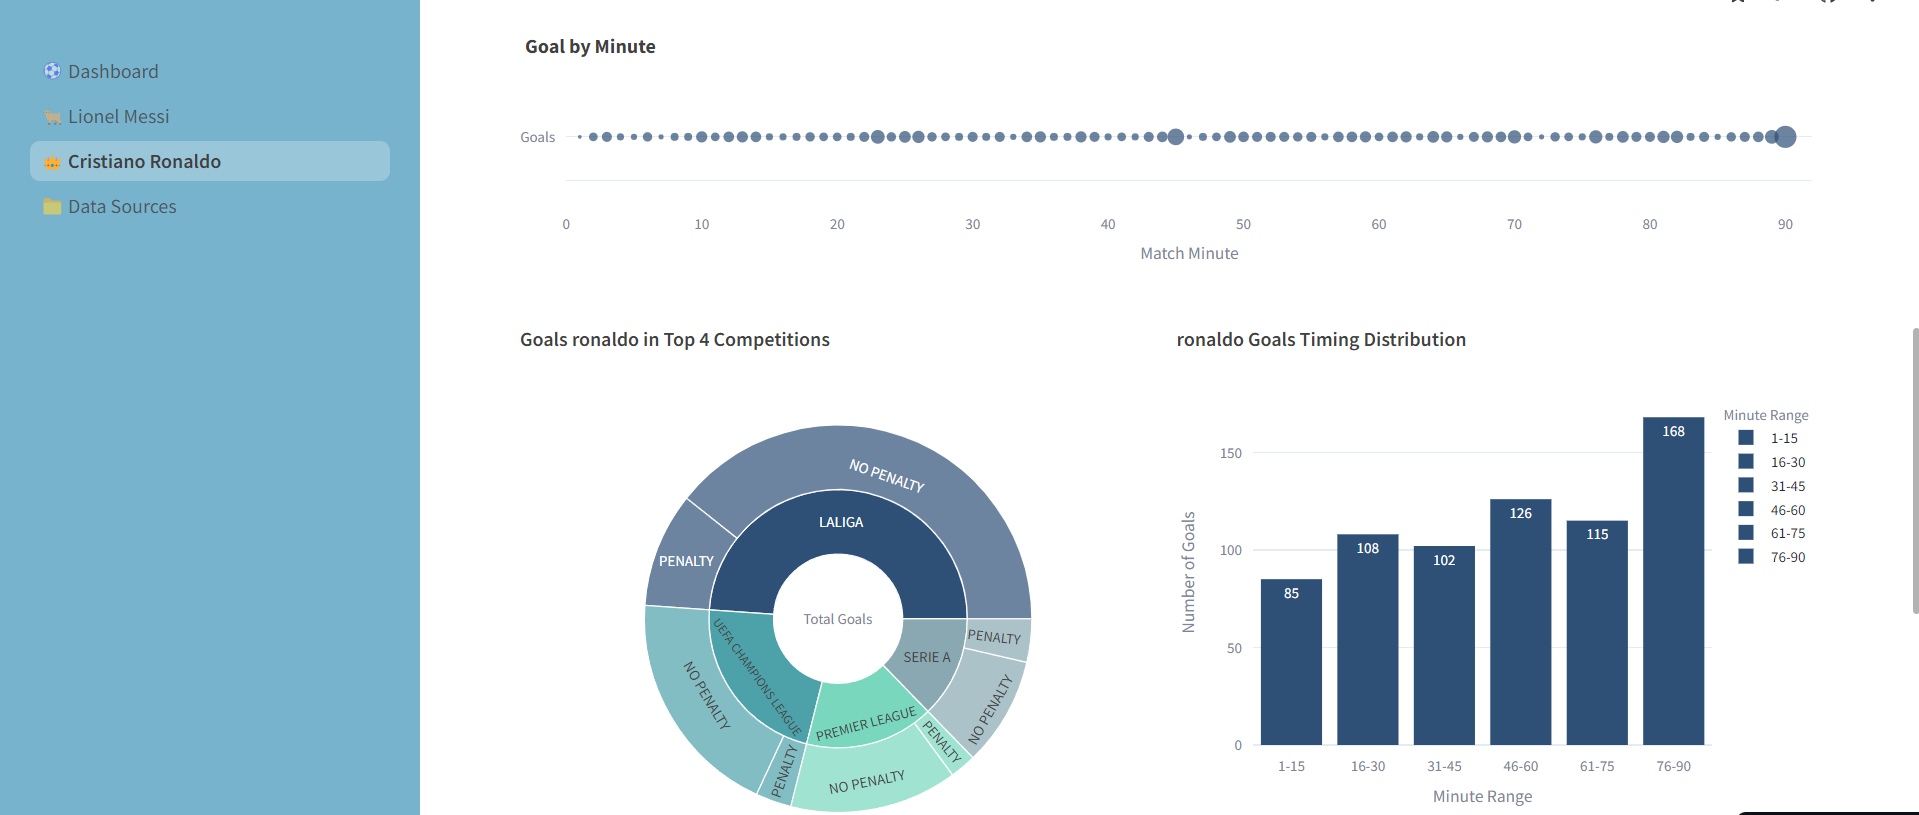 Dashboard
Lionel Messi
Cristiano Ronaldo
Data Sources
Goal by Minute
Goals
0 10 20 30 40 50 60 70 80 90
Match Minute
Goals ronaldo in Top 4 Competitions
NO PENALTY
LALIGA
PENALTY
Total Goals
UEFA CHAMPIONS LEAGUE
NO PENALTY
PENALTY
PREMIER LEAGUE
NO PENALTY
PENALTY
SERIE A
PENALTY
NO PENALTY
ronaldo Goals Timing Distribution
Number of Goals
150
100
50
0
85 108 102 126 115 168
1-15 16-30 31-45 46-60 61-75 76-90
Minute Range
Minute Range
1-15
16-30
31-45
46-60
61-75
76-90